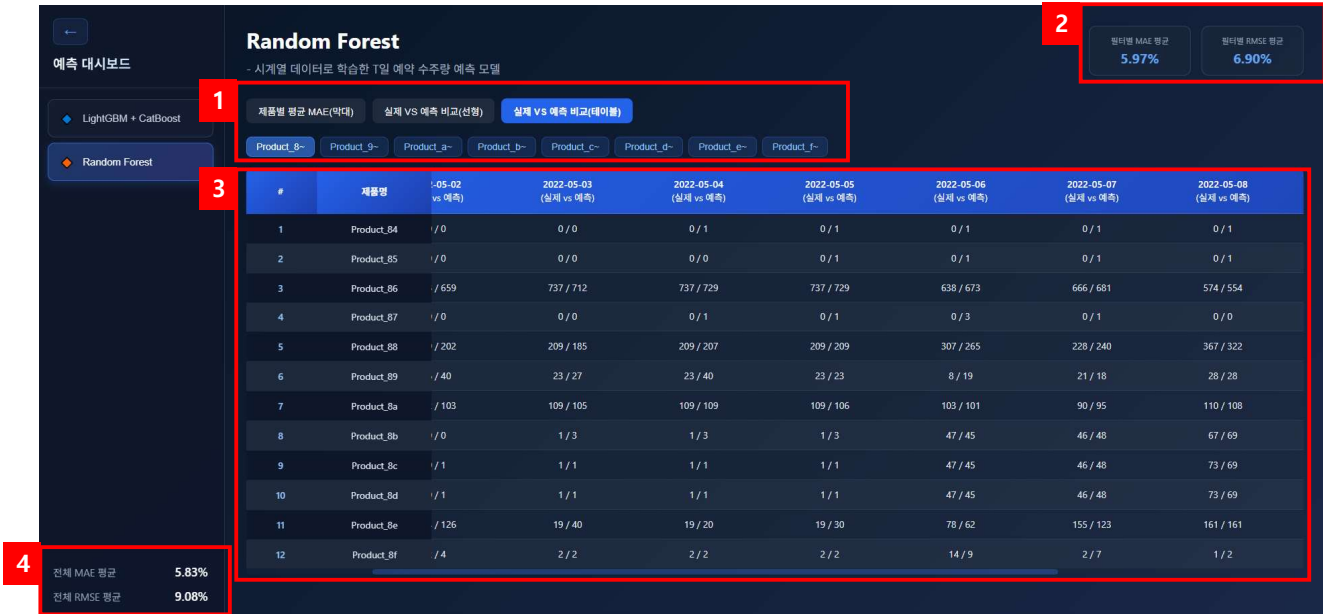 ←
예측 대시보드
LightGBM + CatBoost
Random Forest
Random Forest
- 시계열 데이터로 학습한 T일 예약 수주량 예측 모델
2
필터별 MAE 평균
5.97%
필터별 RMSE 평균
6.90%
1
제품별 평균 MAE(막대) 실제 VS 예측 비교(선형) 실제 VS 예측 비교(테이블)
Product_8~ Product_9~ Product_a~ Product_b~ Product_c~ Product_d~ Product_e~ Product_f~
3
# 제품명 -05-02 2022-05-03 2022-05-04 2022-05-05 2022-05-06 2022-05-07 2022-05-08
vs 예측) (실제 vs 예측) (실제 vs 예측) (실제 vs 예측) (실제 vs 예측) (실제 vs 예측) (실제 vs 예측)
1 Product_84 / 0 0 / 0 0 / 1 0 / 1 0 / 1 0 / 1 0 / 1
2 Product_85 / 0 0 / 0 0 / 0 0 / 1 0 / 1 0 / 1 0 / 1
3 Product_86 / 659 737 / 712 737 / 729 737 / 729 638 / 673 666 / 681 574 / 554
4 Product_87 / 0 0 / 0 0 / 1 0 / 1 0 / 3 0 / 1 0 / 0
5 Product_88 / 202 209 / 185 209 / 207 209 / 209 307 / 265 228 / 240 367 / 322
6 Product_89 / 40 23 / 27 23 / 40 23 / 23 8 / 19 21 / 18 28 / 28
7 Product_8a / 103 109 / 105 109 / 109 109 / 106 103 / 101 90 / 95 110 / 108
8 Product_8b / 0 1 / 3 1 / 3 1 / 3 47 / 45 46 / 48 67 / 69
9 Product_8c / 1 1 / 1 1 / 1 1 / 1 47 / 45 46 / 48 73 / 69
10 Product_8d / 1 1 / 1 1 / 1 1 / 1 47 / 45 46 / 48 73 / 69
11 Product_8e / 126 19 / 40 19 / 20 19 / 30 78 / 62 155 / 123 161 / 161
12 Product_8f / 4 2 / 2 2 / 2 2 / 2 14 / 9 2 / 7 1 / 2
4
전체 MAE 평균 5.83%
전체 RMSE 평균 9.08%